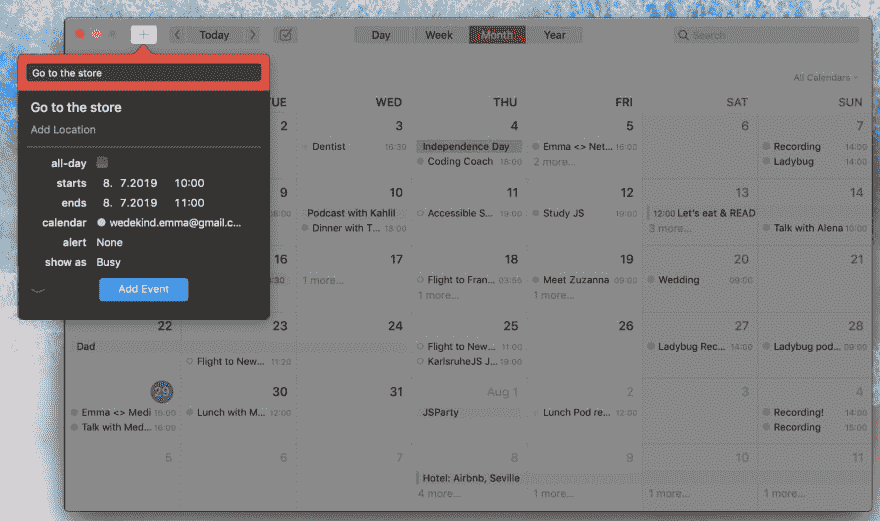 + < Today > Day Week Month Year Search
Go to the store
Go to the store
Add Location
all-day
starts 8. 7.2019 10:00
ends 8. 7.2019 11:00
calendar wedekind.emma@gmail.c...
alert None
show as Busy
Add Event
All Calendars
UE WED THU FRI SAT SUN
2 3 4 5 6 7
Dentist 16:30 Independence Day Emma <> Net... 16:00 Recording 14:00
Coding Coach 18:00 2 more... Ladybug 14:00
9 10 11 12 13 14
Podcast with Kahlil Accessible S... 19:00 Study JS 19:00 12:00 Let's eat & READ
Dinner with T... 18:00 3 more... Talk with Alena 10:00
16 17 18 19 20 21
1 more... Flight to Fran... 03:55 Meet Zuzanna 09:00 Wedding 09:00
1 more... 1 more...
22 23 24 25 26 27 28
Dad Flight to New... 11:00 Ladybug Rec... 14:00 Ladybug pod... 09:00
Flight to New... 11:20 KarlsruheJS J... 19:00
29 30 31 Aug 1 2 3 4
Emma <> Medi 15:00 Lunch with M... 12:00 JSParty Lunch Pod re... 12:00 Recording! 14:00
Talk with Med... 16:00 Recording 15:00
5 6 7 8 9 10 11
Hotel: Airbnb, Seville
4 more... 1 more... 1 more... 1 more...